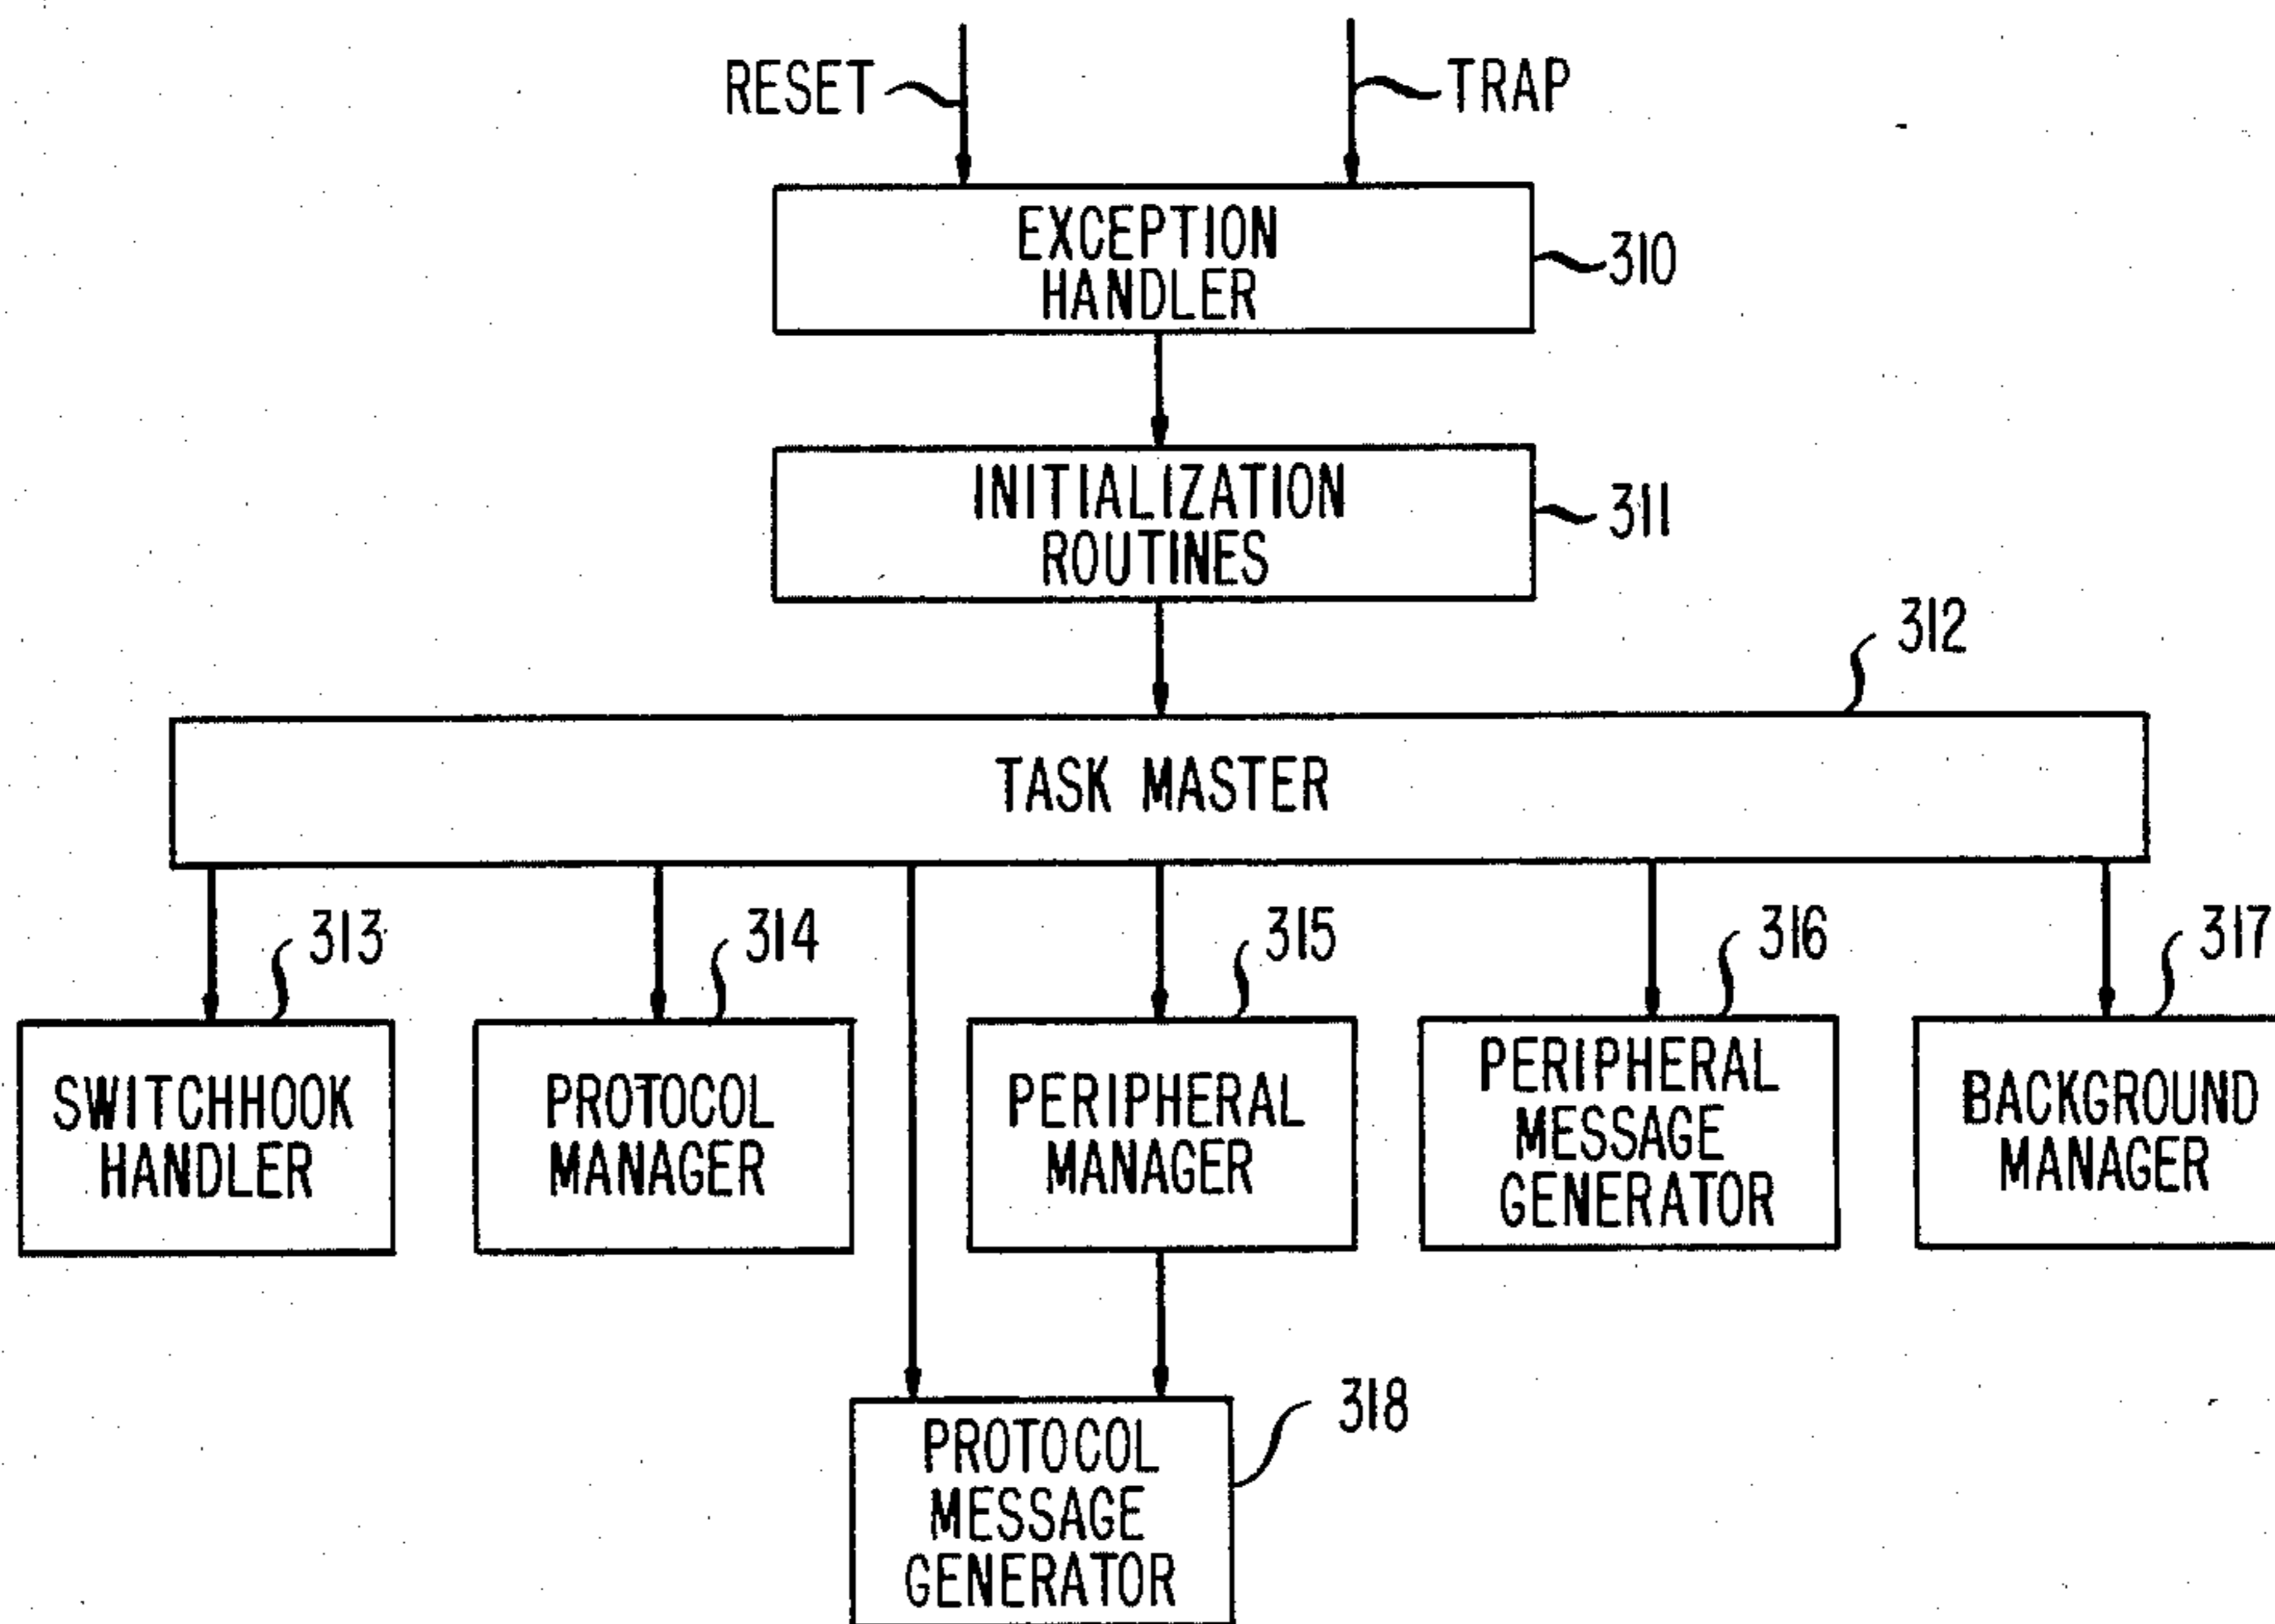 RESET
TRAP
EXCEPTION
HANDLER
310
INITIALIZATION
ROUTINES
311
312
TASK MASTER
313
314
315
316
317
SWITCHHOOK
HANDLER
PROTOCOL
MANAGER
PERIPHERAL
MANAGER
PERIPHERAL
MESSAGE
GENERATOR
BACKGROUND
MANAGER
318
PROTOCOL
MESSAGE
GENERATOR